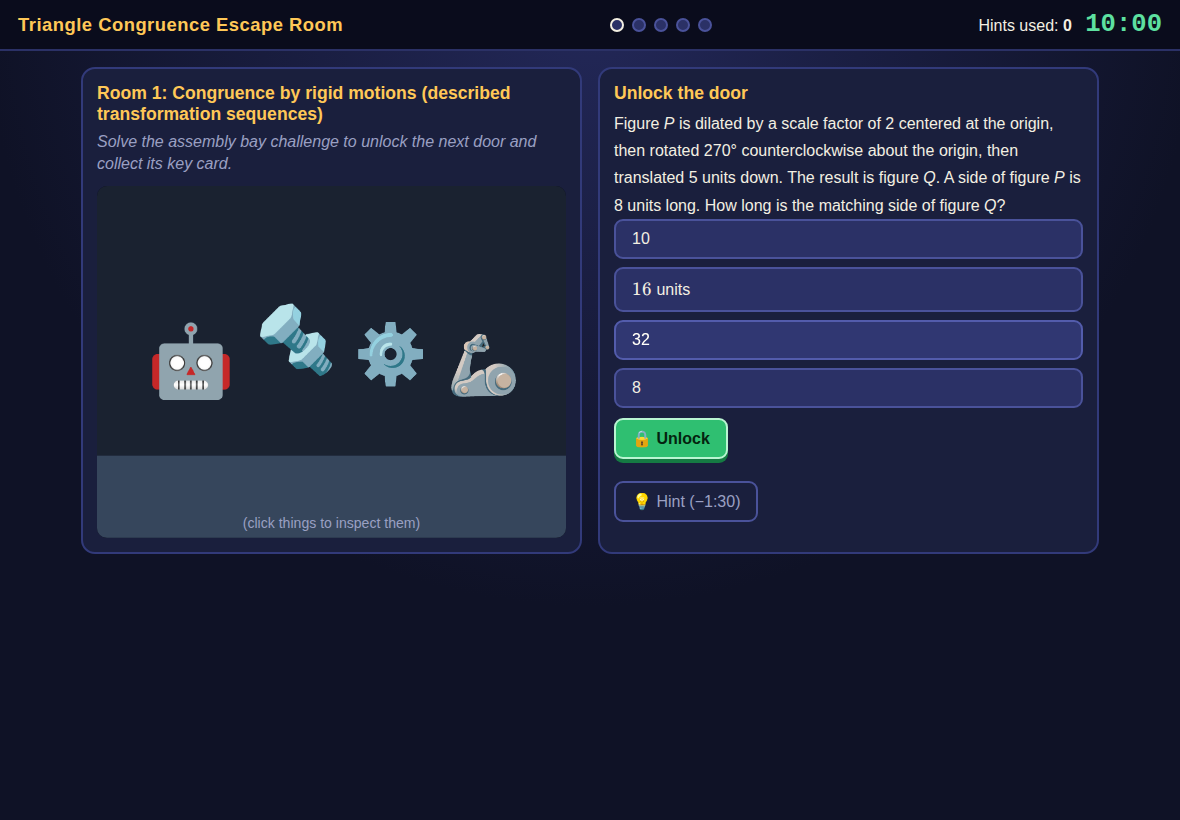 Triangle Congruence Escape Room
Hints used: 0 10:00
Room 1: Congruence by rigid motions (described
transformation sequences)
Solve the assembly bay challenge to unlock the next door and
collect its key card.
(click things to inspect them)
Unlock the door
Figure P is dilated by a scale factor of 2 centered at the origin,
then rotated 270° counterclockwise about the origin, then
translated 5 units down. The result is figure Q. A side of figure P is
8 units long. How long is the matching side of figure Q?
10
16 units
32
8
🔒 Unlock
💡 Hint (−1:30)